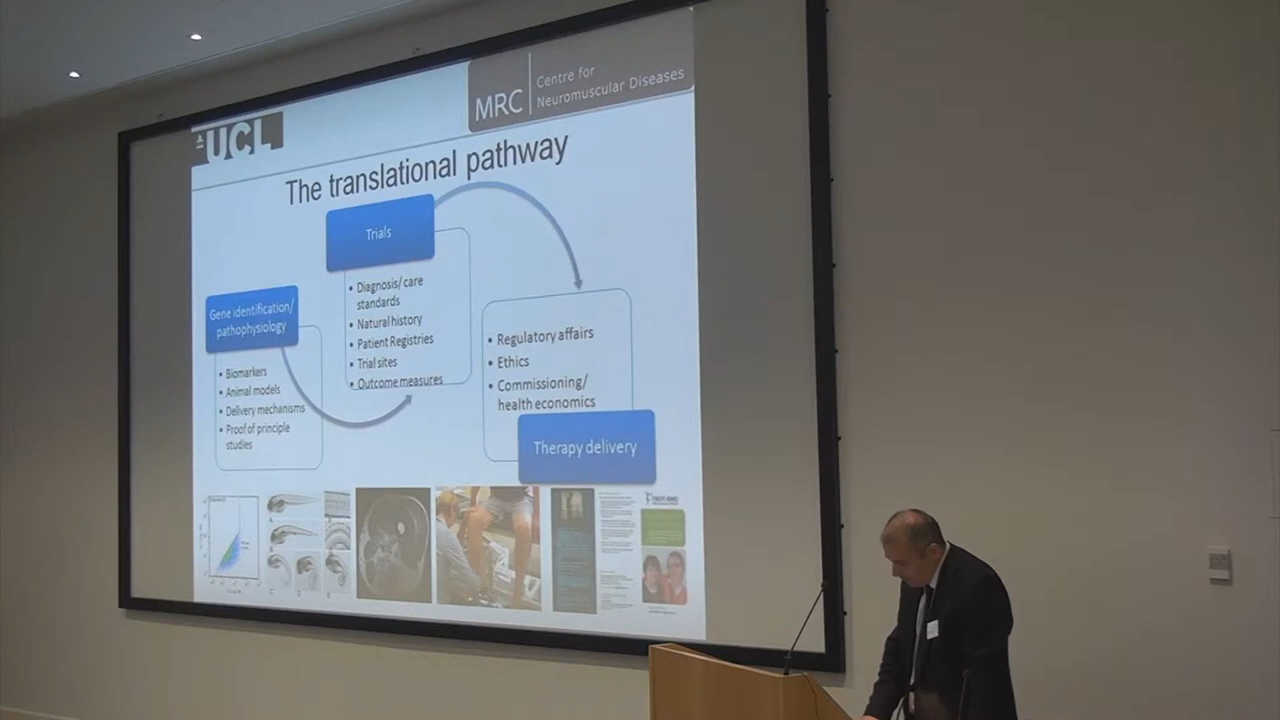 UCL
MRC
Centre for
Neuromuscular Diseases
The translational pathway
Trials
• Diagnosis/ care
standards
• Natural history
• Patient Registries
• Trial sites
• Outcome measures
Gene identification/
pathophysiology
• Biomarkers
• Animal models
• Delivery mechanisms
• Proof of principle
studies
• Regulatory affairs
• Ethics
• Commissioning/
health economics
Therapy delivery